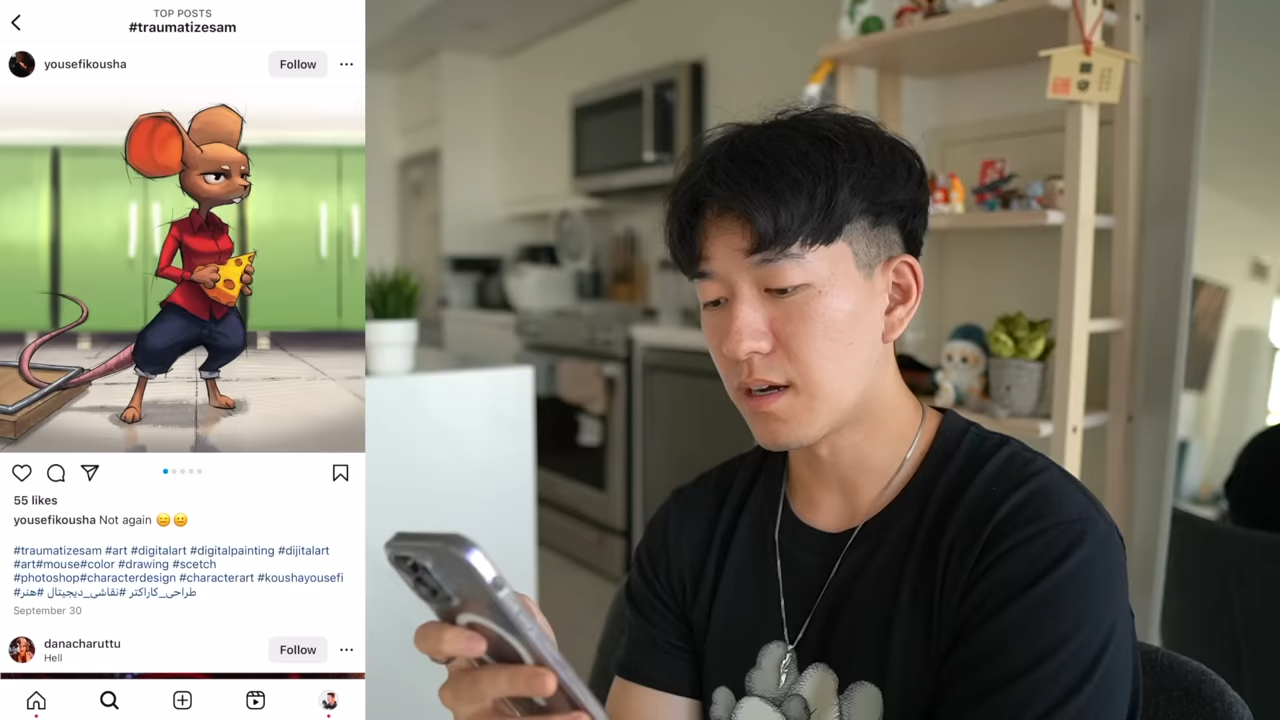 TOP POSTS
#traumatizesam
yousefikousha
Follow
55 likes
yousefikousha Not again 😑😐
#traumatizesam #art #digitalart #digitalpainting #dijitalart
#art#mouse#color #drawing #scetch
#photoshop#characterdesign #characterart #koushayousefi
#طراحی_کاراکتر #نقاشی_دیجیتال #هنر
September 30
danacharuttu
Hell
Follow